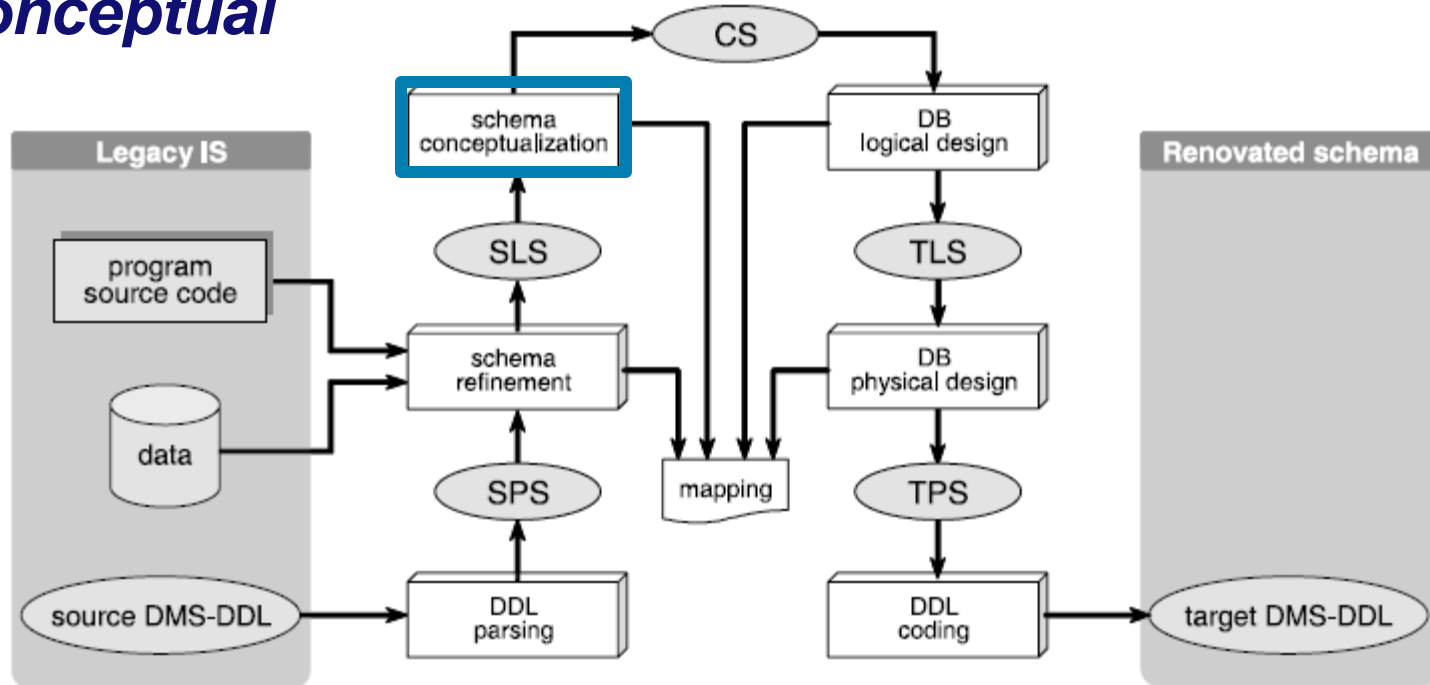 onceptual
CS
schema
conceptualization
DB
logical design
Legacy IS
Renovated schema
program
source code
SLS
TLS
schema
refinement
DB
physical design
data
SPS
mapping
TPS
source DMS-DDL
DDL
parsing
DDL
coding
target DMS-DDL